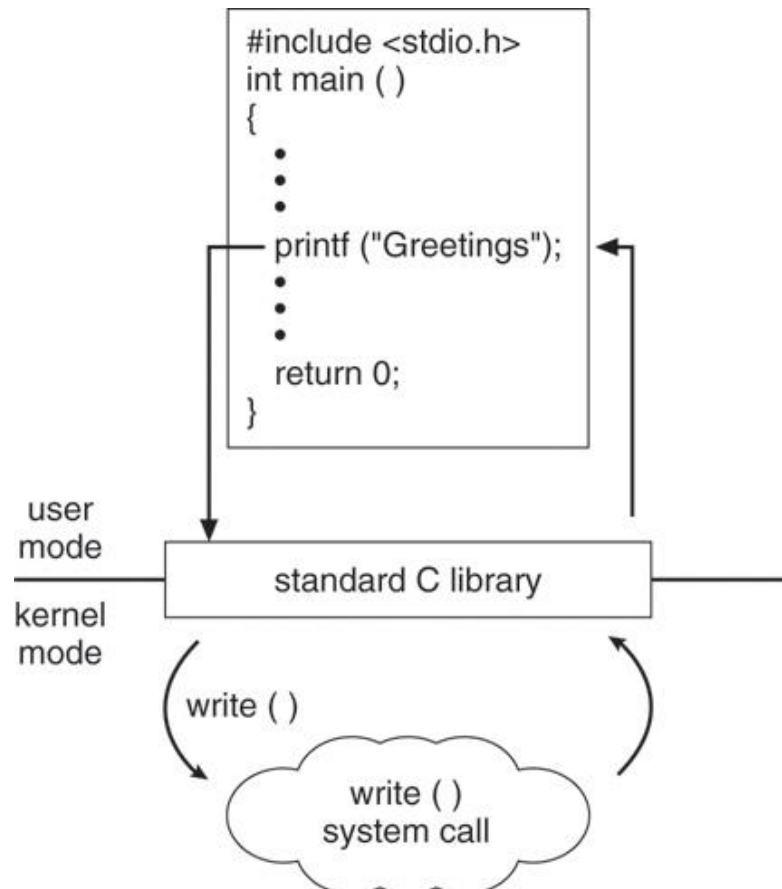 #include <stdio.h>
int main ( )
{
•
•
•
printf ("Greetings");
•
•
•
return 0;
}
user
mode
standard C library
kernel
mode
write ( )
write ( )
system call